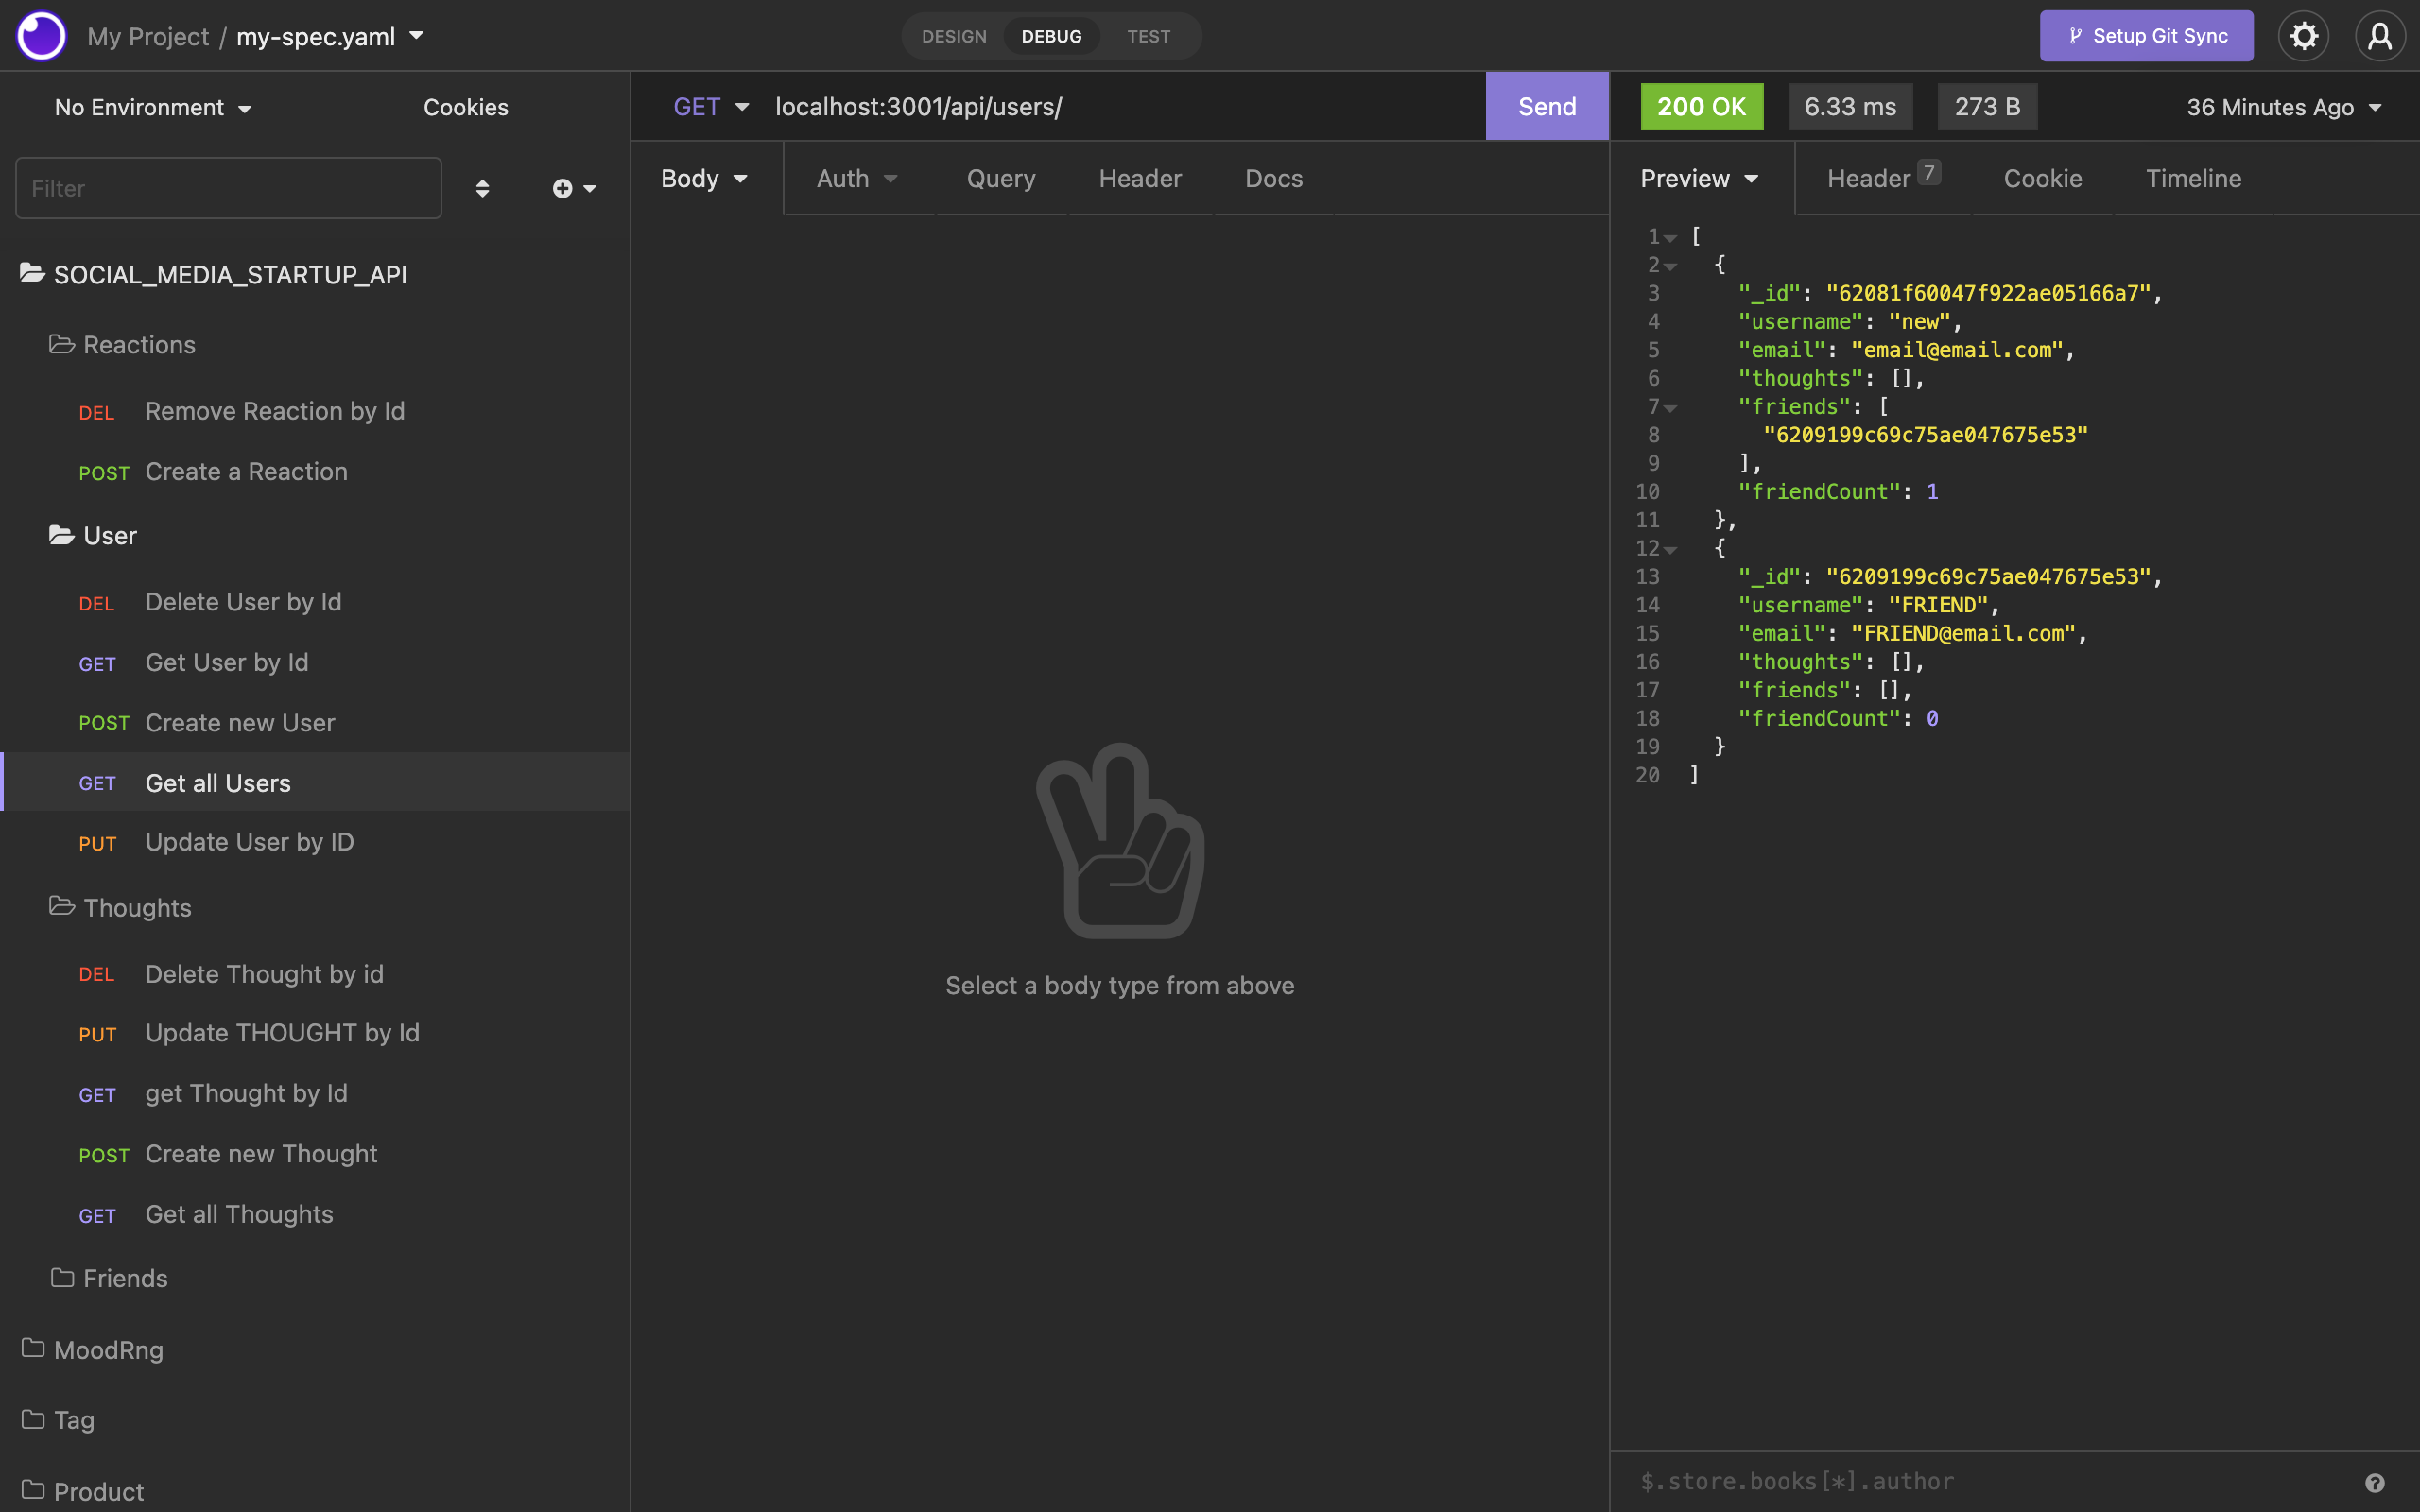 My Project / my-spec.yaml
DESIGN DEBUG TEST
Setup Git Sync
No Environment Cookies
Filter
SOCIAL_MEDIA_STARTUP_API
Reactions
DEL Remove Reaction by Id
POST Create a Reaction
User
DEL Delete User by Id
GET Get User by Id
POST Create new User
GET Get all Users
PUT Update User by ID
Thoughts
DEL Delete Thought by id
PUT Update THOUGHT by Id
GET get Thought by Id
POST Create new Thought
GET Get all Thoughts
Friends
MoodRng
Tag
Product
GET localhost:3001/api/users/ Send
Body Auth Query Header Docs
Select a body type from above
200 OK 6.33 ms 273 B 36 Minutes Ago
Preview Header 7 Cookie Timeline
1 [
2 {
3 "_id": "62081f60047f922ae05166a7",
4 "username": "new",
5 "email": "email@email.com",
6 "thoughts": [],
7 "friends": [
8 "6209199c69c75ae047675e53"
9 ],
10 "friendCount": 1
11 },
12 {
13 "_id": "6209199c69c75ae047675e53",
14 "username": "FRIEND",
15 "email": "FRIEND@email.com",
16 "thoughts": [],
17 "friends": [],
18 "friendCount": 0
19 }
20 ]
$.store.books[*].author